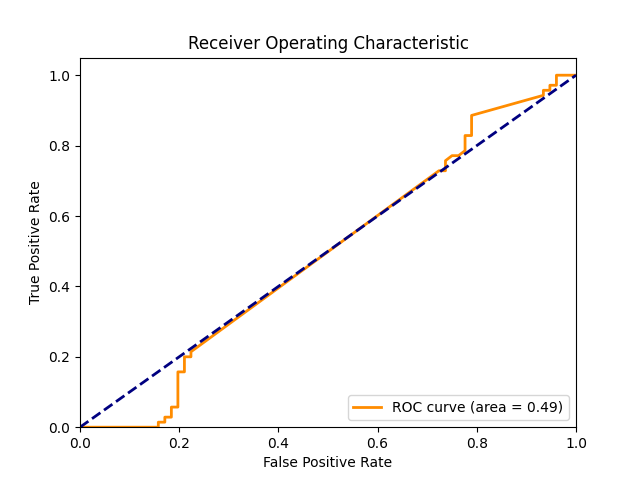 Receiver Operating Characteristic
True Positive Rate
1.0
0.8
0.6
0.4
0.2
0.0
ROC curve (area = 0.49)
0.0 0.2 0.4 0.6 0.8 1.0
False Positive Rate